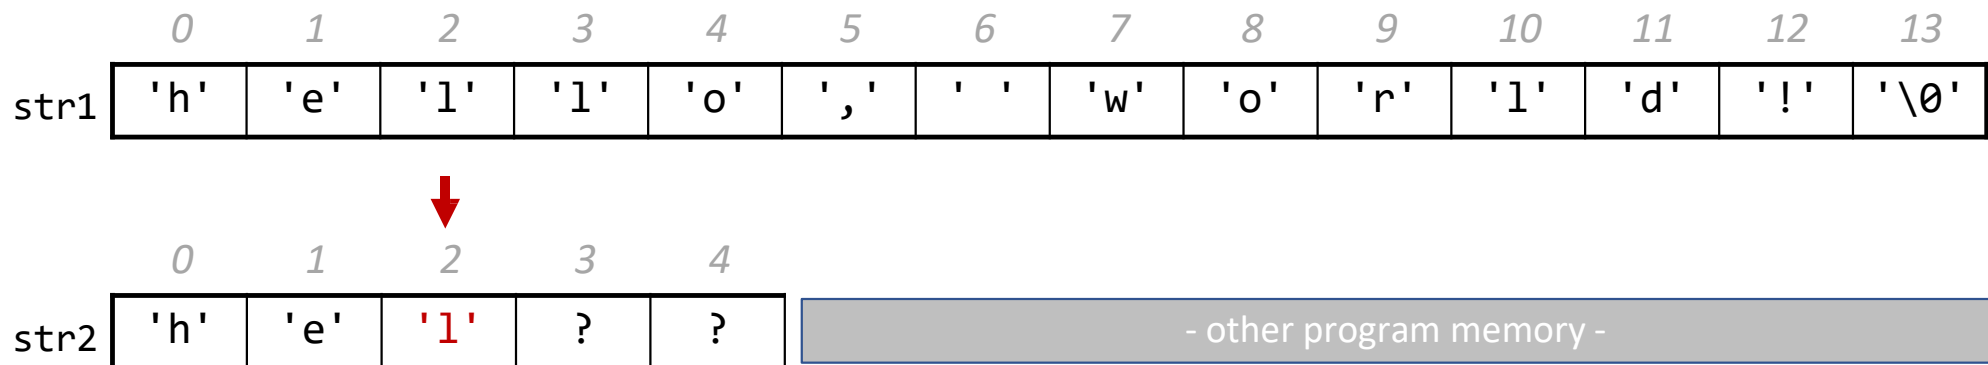 0 1 2 3 4 5 6 7 8 9 10 11 12 13
str1 'h' 'e' 'l' 'l' 'o' ',' ' ' 'w' 'o' 'r' 'l' 'd' '!' '\0'
0 1 2 3 4
str2 'h' 'e' 'l' ? ? - other program memory -